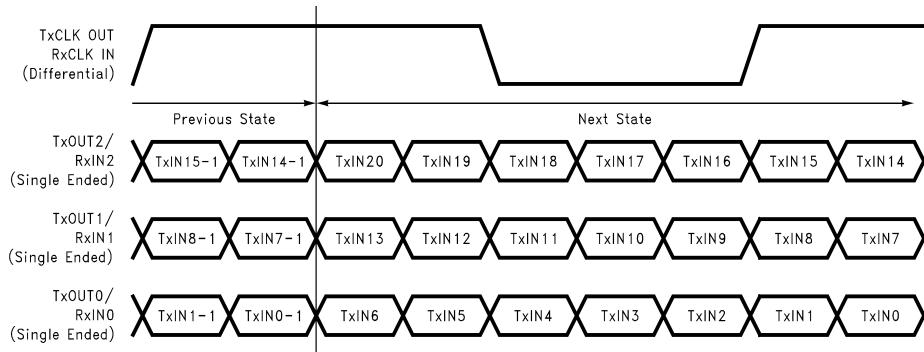 TxCLK OUT
RxCLK IN
(Differential)
Previous State
Next State
TxOUT2/
RxIN2
(Single Ended)
TxIN15-1 TxIN14-1 TxIN20 TxIN19 TxIN18 TxIN17 TxIN16 TxIN15 TxIN14
TxOUT1/
RxIN1
(Single Ended)
TxIN8-1 TxIN7-1 TxIN13 TxIN12 TxIN11 TxIN10 TxIN9 TxIN8 TxIN7
TxOUT0/
RxIN0
(Single Ended)
TxIN1-1 TxIN0-1 TxIN6 TxIN5 TxIN4 TxIN3 TxIN2 TxIN1 TxIN0